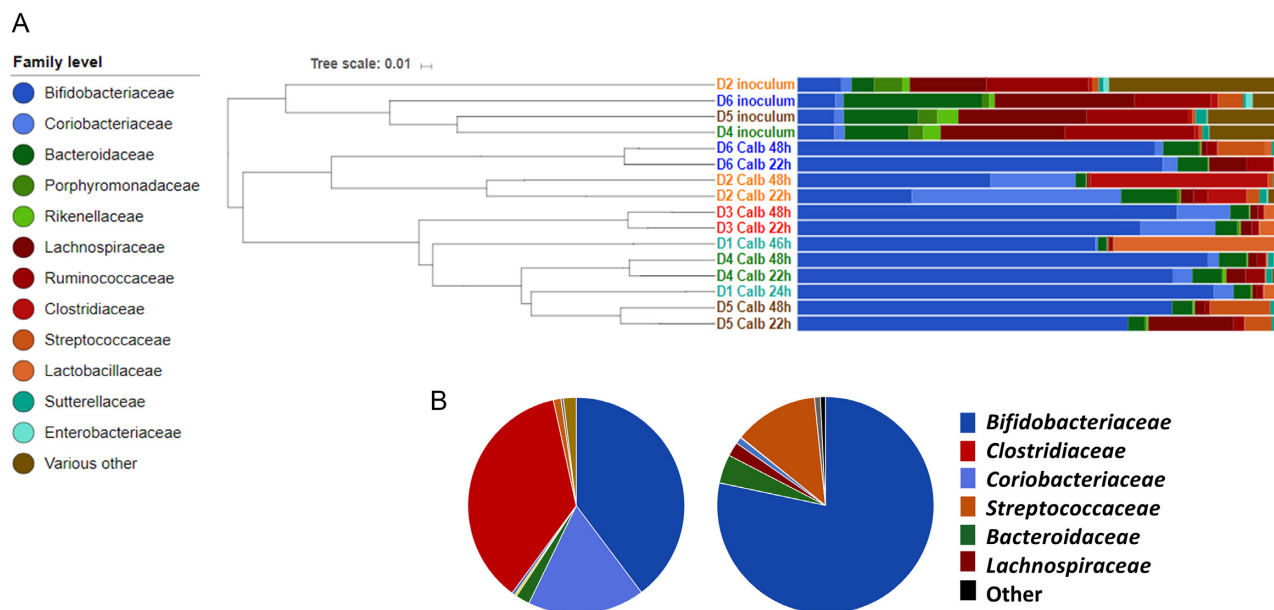 A
Family level
Bifidobacteriaceae
Coriobacteriaceae
Bacteroidaceae
Porphyromonadaceae
Rikenellaceae
Lachnospiraceae
Ruminococcaceae
Clostridiaceae
Streptococcaceae
Lactobacillaceae
Sutterellaceae
Enterobacteriaceae
Various other
Tree scale: 0.01
D2 inoculum
D6 inoculum
D5 inoculum
D4 inoculum
D6 Calb 48h
D6 Calb 22h
D2 Calb 48h
D2 Calb 22h
D3 Calb 48h
D3 Calb 22h
D1 Calb 46h
D4 Calb 48h
D4 Calb 22h
D1 Calb 24h
D5 Calb 48h
D5 Calb 22h
B
Bifidobacteriaceae
Clostridiaceae
Coriobacteriaceae
Streptococcaceae
Bacteroidaceae
Lachnospiraceae
Other